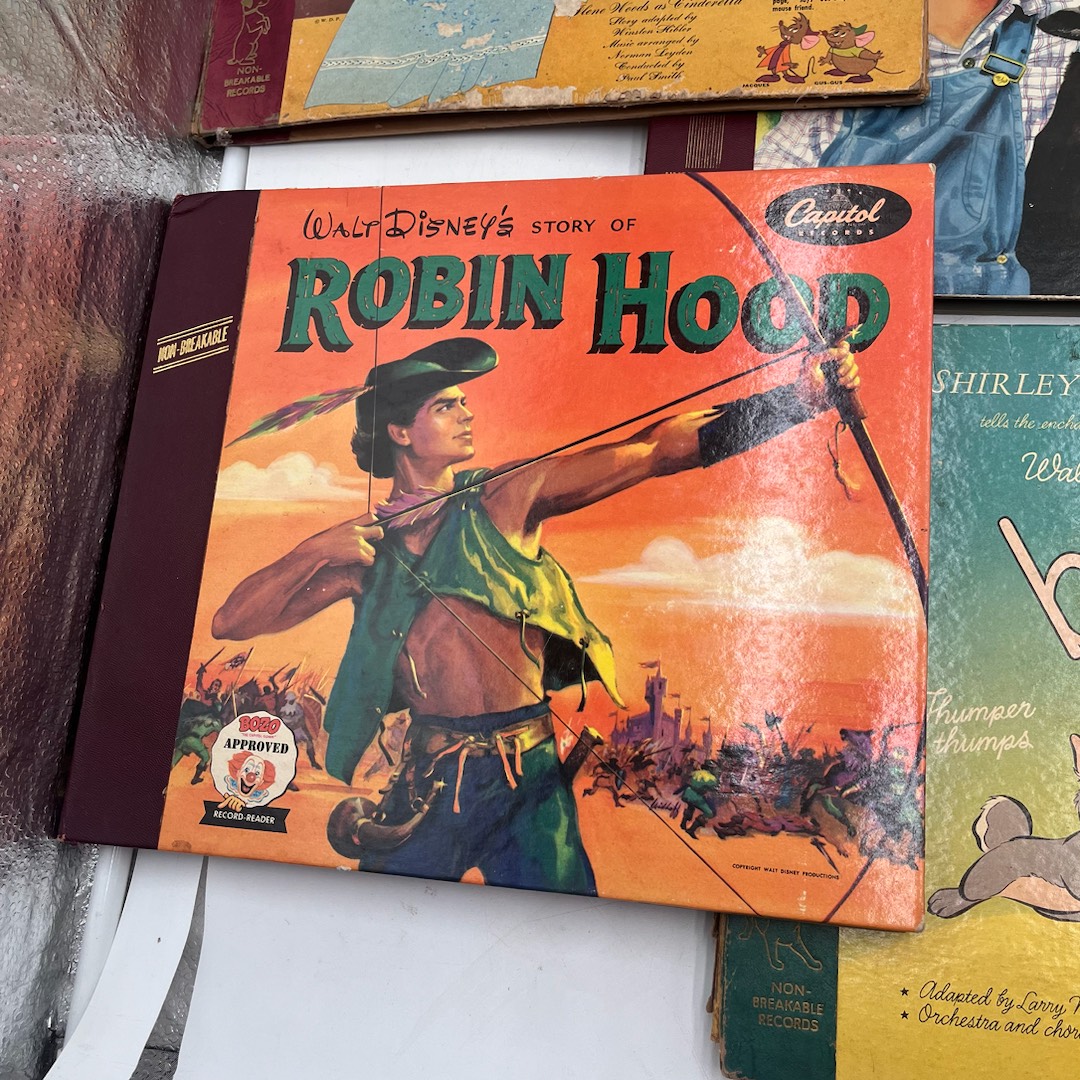 NON-
BREAKABLE
RECORDS
Ilene Woods as Cinderella
Story adapted by
Winston Hibler
Music arranged by
Norman Leyden
Conducted by
Paul Smith
mouse friend.
JACQUES
GUS-GUS
WALT DISNEY'S STORY OF
ROBIN HOOD
Capitol
RECORDS
NON-BREAKABLE
BOZO
APPROVED
RECORD-READER
COPYRIGHT WALT DISNEY PRODUCTIONS
SHIRLEY
tells the
Thumper
thumps
NON-
BREAKABLE
RECORDS
★ Adapted by Larry
★ Orchestra and